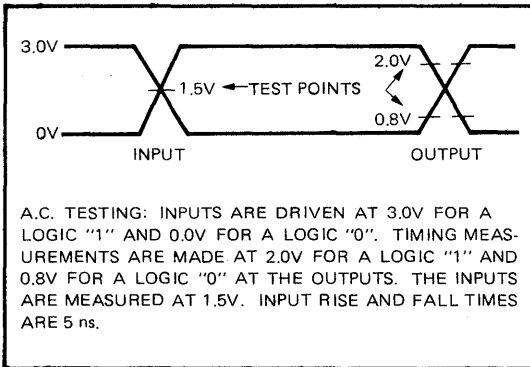 3.0V
2.0V
1.5V TEST POINTS
0.8V
0V
INPUT OUTPUT
A.C. TESTING: INPUTS ARE DRIVEN AT 3.0V FOR A
LOGIC "1" AND 0.0V FOR A LOGIC "0". TIMING MEAS-
UREMENTS ARE MADE AT 2.0V FOR A LOGIC "1" AND
0.8V FOR A LOGIC "0" AT THE OUTPUTS. THE INPUTS
ARE MEASURED AT 1.5V. INPUT RISE AND FALL TIMES
ARE 5 ns.